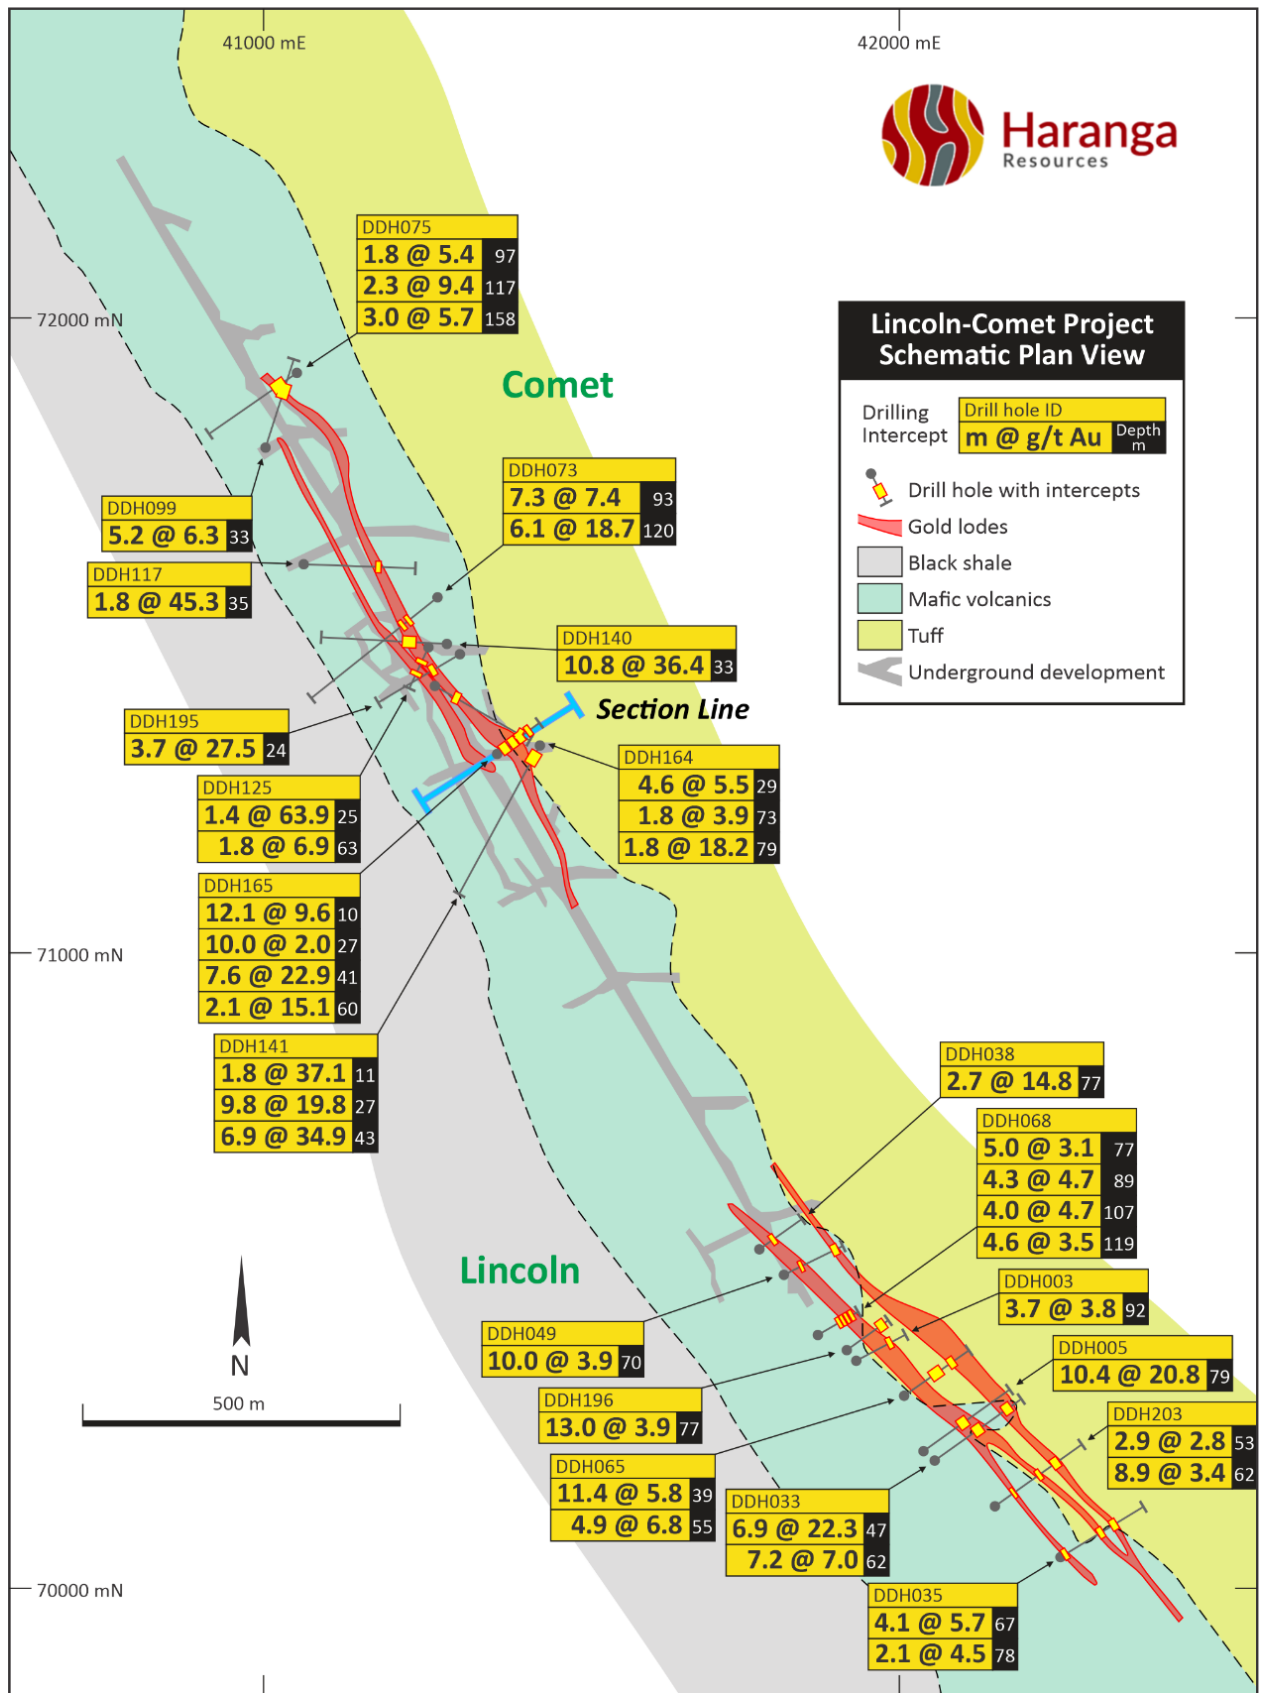 41000 mE
42000 mE
Haranga
Resources
DDH075
1.8 @ 5.4 97
2.3 @ 9.4 117
3.0 @ 5.7 158
72000 mN
Lincoln-Comet Project
Schematic Plan View
Drilling
Intercept
Drill hole ID
m @ g/t Au
Depth
m
Drill hole with intercepts
Gold lodes
Black shale
Mafic volcanics
Tuff
Underground development
Comet
DDH073
7.3 @ 7.4 93
6.1 @ 18.7 120
DDH099
5.2 @ 6.3 33
DDH117
1.8 @ 45.3 35
DDH140
10.8 @ 36.4 33
Section Line
DDH195
3.7 @ 27.5 24
DDH164
4.6 @ 5.5 29
1.8 @ 3.9 73
1.8 @ 18.2 79
DDH125
1.4 @ 63.9 25
1.8 @ 6.9 63
DDH165
12.1 @ 9.6 10
10.0 @ 2.0 27
7.6 @ 22.9 41
2.1 @ 15.1 60
71000 mN
DDH141
1.8 @ 37.1 11
9.8 @ 19.8 27
6.9 @ 34.9 43
DDH038
2.7 @ 14.8 77
DDH068
5.0 @ 3.1 77
4.3 @ 4.7 89
4.0 @ 4.7 107
4.6 @ 3.5 119
Lincoln
DDH003
3.7 @ 3.8 92
DDH049
10.0 @ 3.9 70
DDH005
10.4 @ 20.8 79
N
500 m
DDH196
13.0 @ 3.9 77
DDH203
2.9 @ 2.8 53
8.9 @ 3.4 62
DDH065
11.4 @ 5.8 39
4.9 @ 6.8 55
DDH033
6.9 @ 22.3 47
7.2 @ 7.0 62
70000 mN
DDH035
4.1 @ 5.7 67
2.1 @ 4.5 78